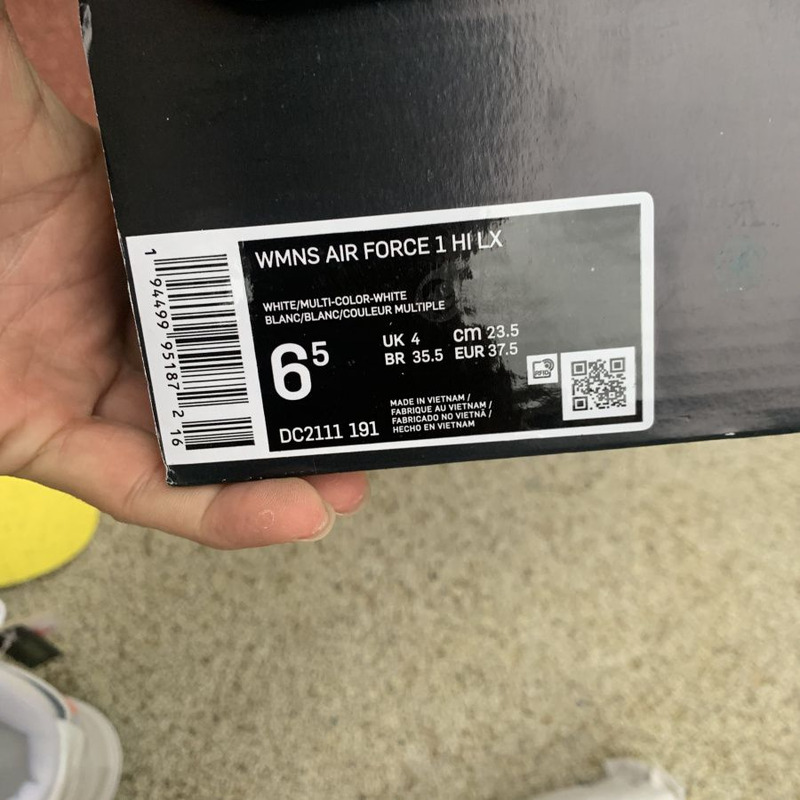 WMNS AIR FORCE 1 HI LX
WHITE/MULTI-COLOR-WHITE
BLANC/BLANC/COULEUR MULTIPLE
6⁵
UK 4 cm 23.5
BR 35.5 EUR 37.5
RFID
DC2111 191
MADE IN VIETNAM /
FABRIQUE AU VIETNAM /
FABRICADO NO VIETNÃ /
HECHO EN VIETNAM
1 94499 95187 2 16